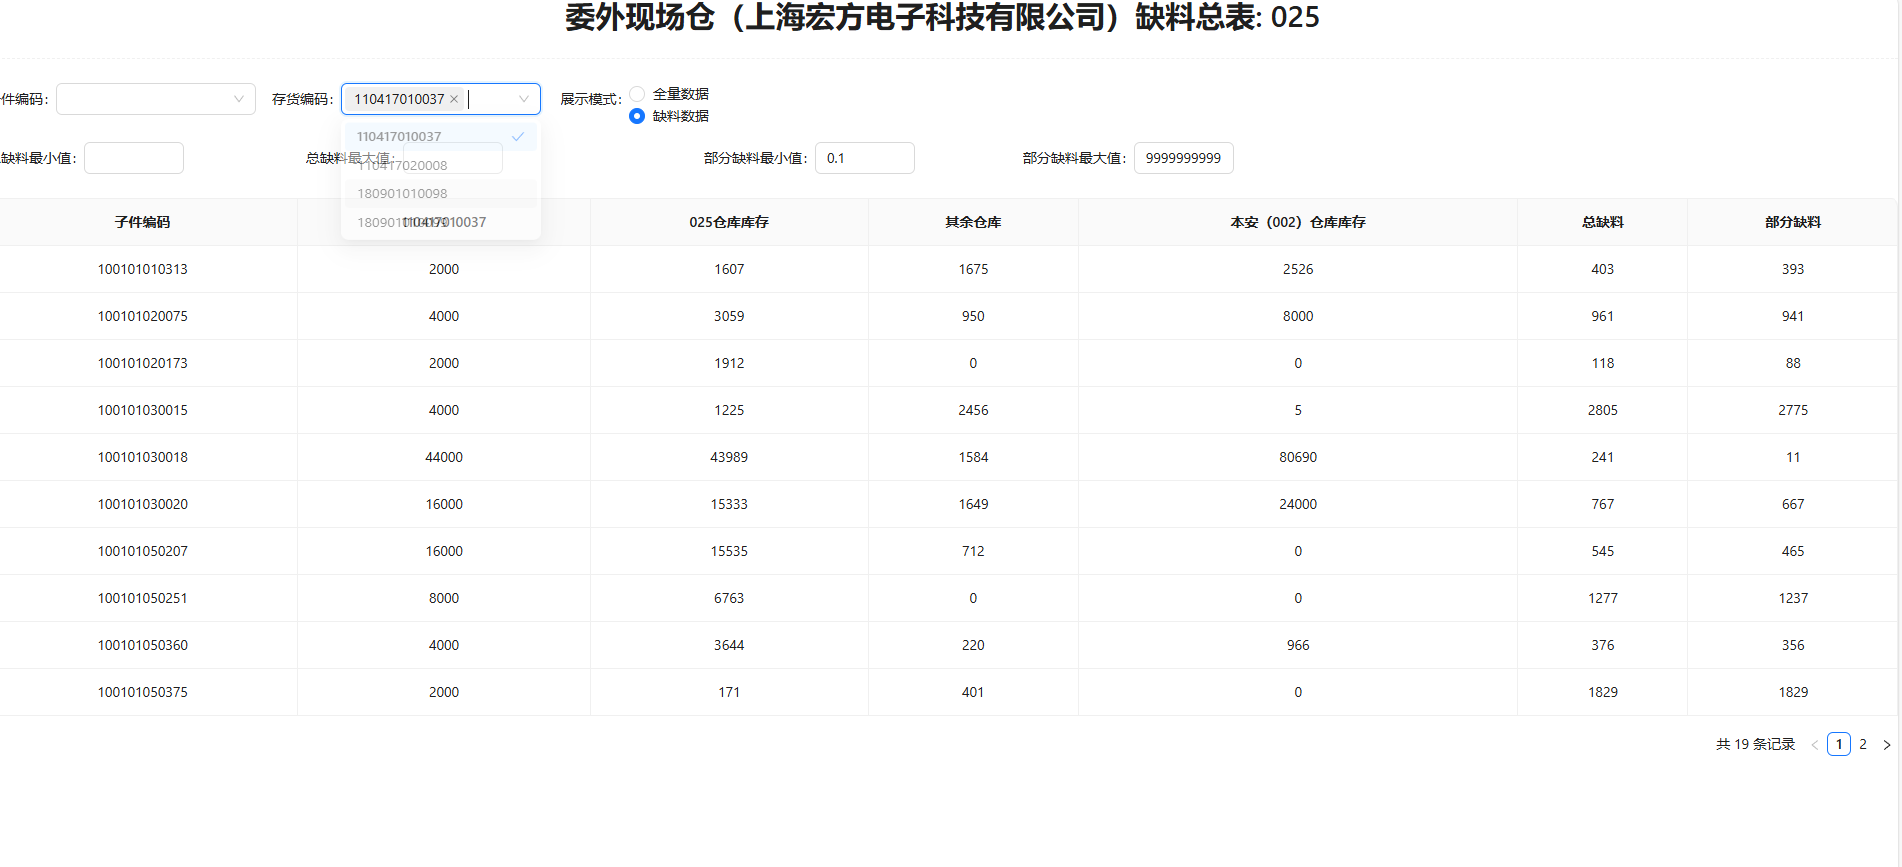 委外现场仓（上海宏方电子科技有限公司）缺料总表: 025
件编码:
存货编码: 110417010037
展示模式: 全量数据
缺料数据
110417010037
缺料最小值:
总缺料最大值:
部分缺料最小值: 0.1
部分缺料最大值: 9999999999
110417020008
180901010098
子件编码 110417010037 025仓库库存 其余仓库 本安（002）仓库库存 总缺料 部分缺料
100101010313 2000 1607 1675 2526 403 393
100101020075 4000 3059 950 8000 961 941
100101020173 2000 1912 0 0 118 88
100101030015 4000 1225 2456 5 2805 2775
100101030018 44000 43989 1584 80690 241 11
100101030020 16000 15333 1649 24000 767 667
100101050207 16000 15535 712 0 545 465
100101050251 8000 6763 0 0 1277 1237
100101050360 4000 3644 220 966 376 356
100101050375 2000 171 401 0 1829 1829
共 19 条记录 < 1 2 >